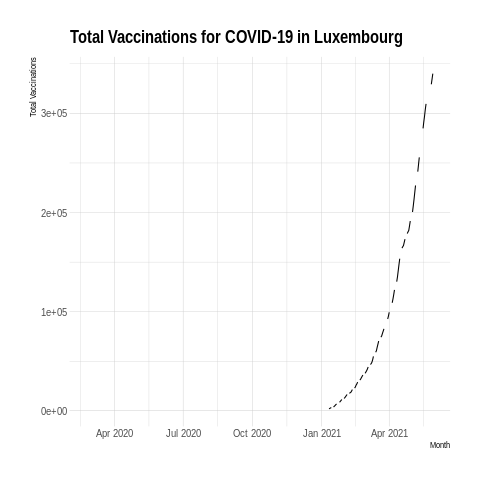 Total Vaccinations for COVID-19 in Luxembourg
Total Vaccinations
3e+05
2e+05
1e+05
0e+00
Apr 2020 Jul 2020 Oct 2020 Jan 2021 Apr 2021
Month